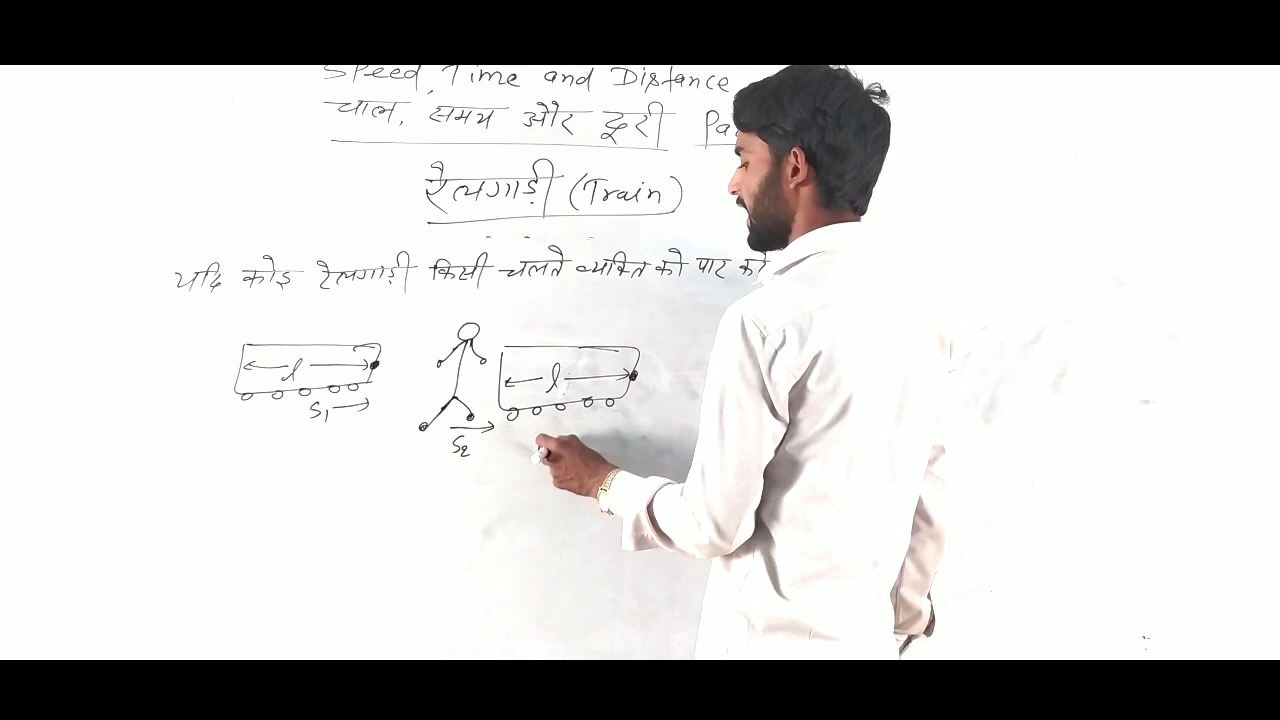 Speed, Time and Distance
चाल, समय और दूरी
रेलगाड़ी (Train)
यदि कोइ रेलगाड़ी किसी चलते व्यक्ति को पार करे
l l
S₁ S₂